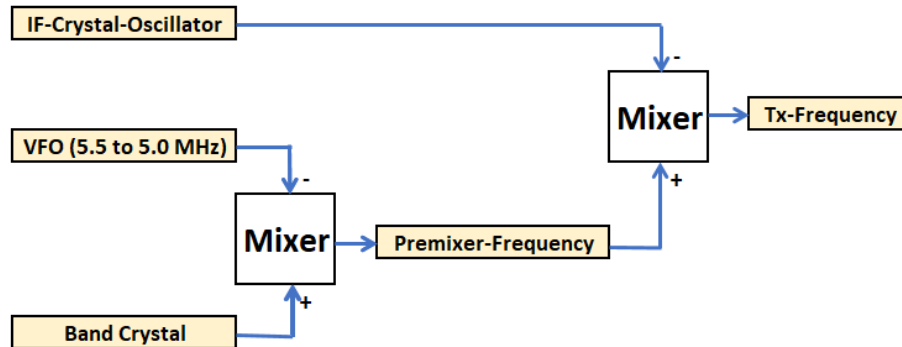 IF-Crystal-Oscillator
-
Mixer
Tx-Frequency
VFO (5.5 to 5.0 MHz)
-
+
Mixer
Premixer-Frequency
+
Band Crystal